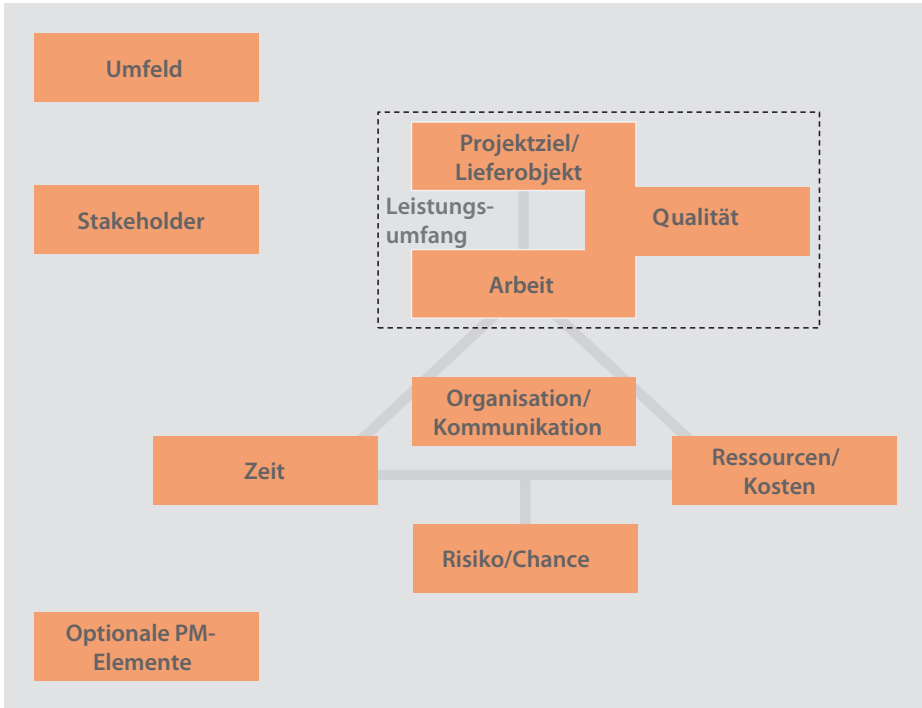 Umfeld
Projektziel/
Lieferobjekt
Stakeholder
Leistungs-
umfang
Qualität
Arbeit
Organisation/
Kommunikation
Zeit
Ressourcen/
Kosten
Risiko/Chance
Optionale PM-
Elemente